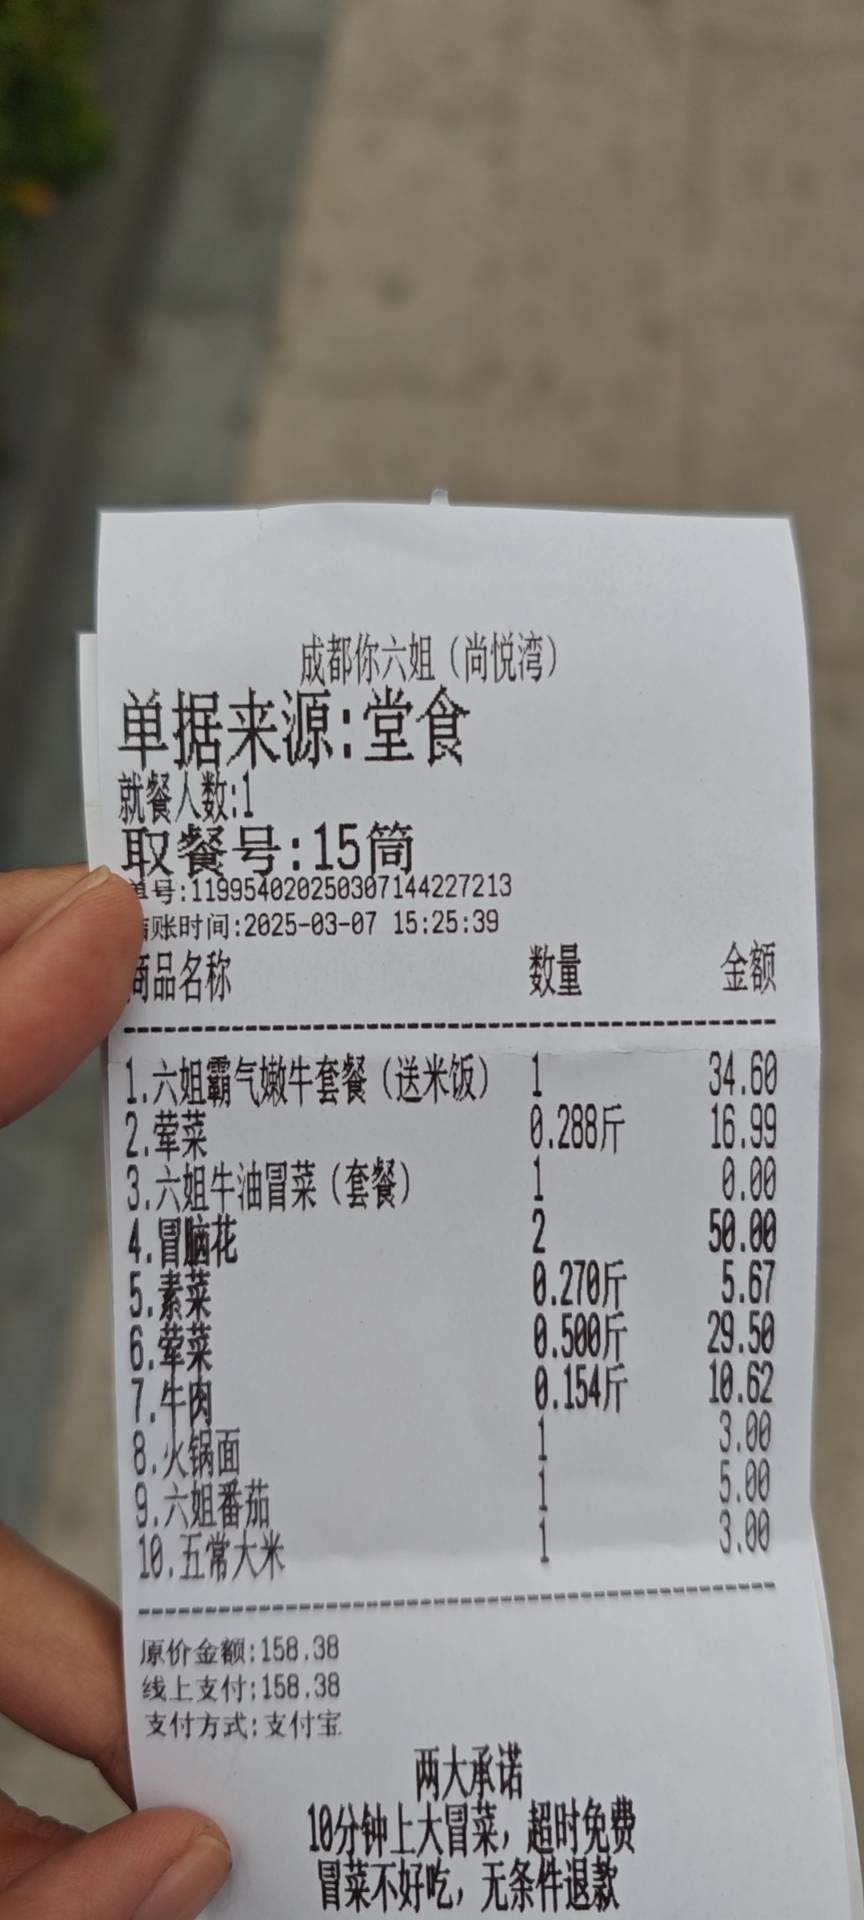 成都你六姐（尚悦湾）
单据来源:堂食
就餐人数:1
取餐号:15筒
单号:119954020250307144227213
结账时间:2025-03-07 15:25:39
商品名称 数量 金额
1.六姐霸气嫩牛套餐（送米饭） 1 34.60
2.荤菜 0.288斤 16.99
3.六姐牛油冒菜（套餐） 1 0.00
4.冒脑花 2 50.00
5.素菜 0.270斤 5.67
6.荤菜 0.500斤 29.50
7.牛肉 0.154斤 10.62
8.火锅面 1 3.00
9.六姐番茄 1 5.00
10.五常大米 1 3.00
原价金额:158.38
线上支付:158.38
支付方式:支付宝
两大承诺
10分钟上大冒菜，超时免费
冒菜不好吃，无条件退款